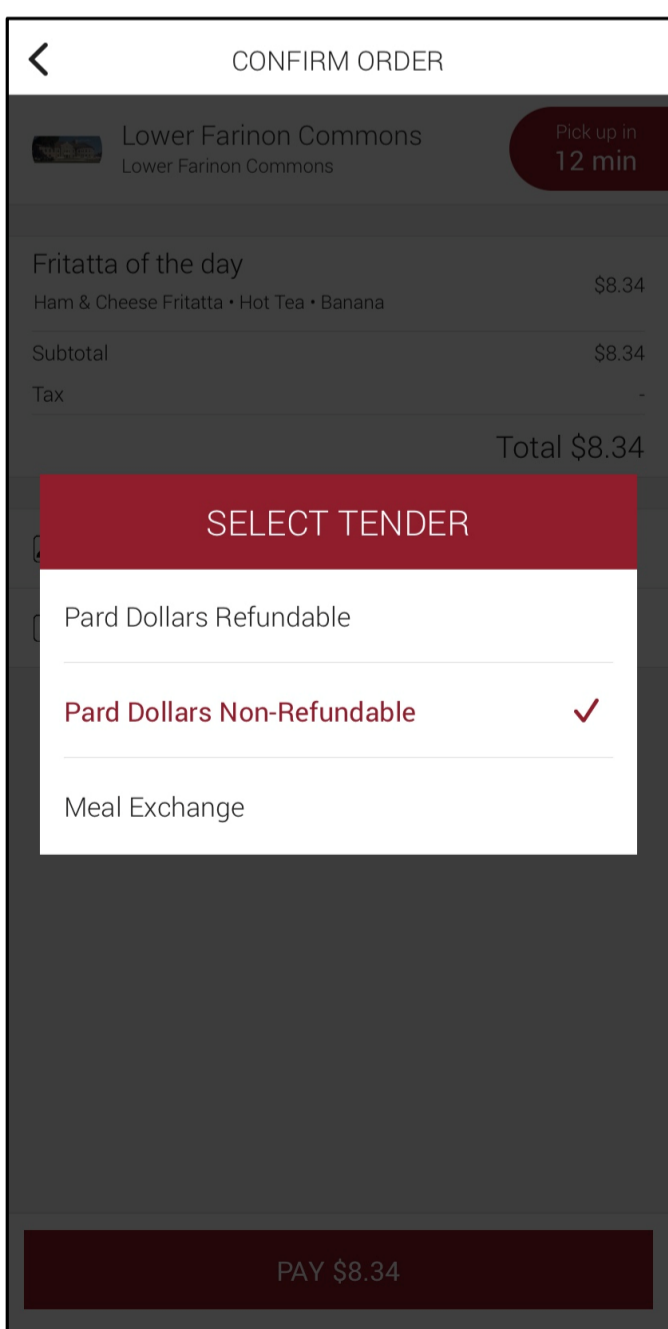 CONFIRM ORDER
Lower Farinon Commons
Lower Farinon Commons
Pick up in
12 min
Fritatta of the day
Ham & Cheese Fritatta • Hot Tea • Banana
$8.34
Subtotal $8.34
Tax -
Total $8.34
SELECT TENDER
Pard Dollars Refundable
Pard Dollars Non-Refundable
Meal Exchange
PAY $8.34